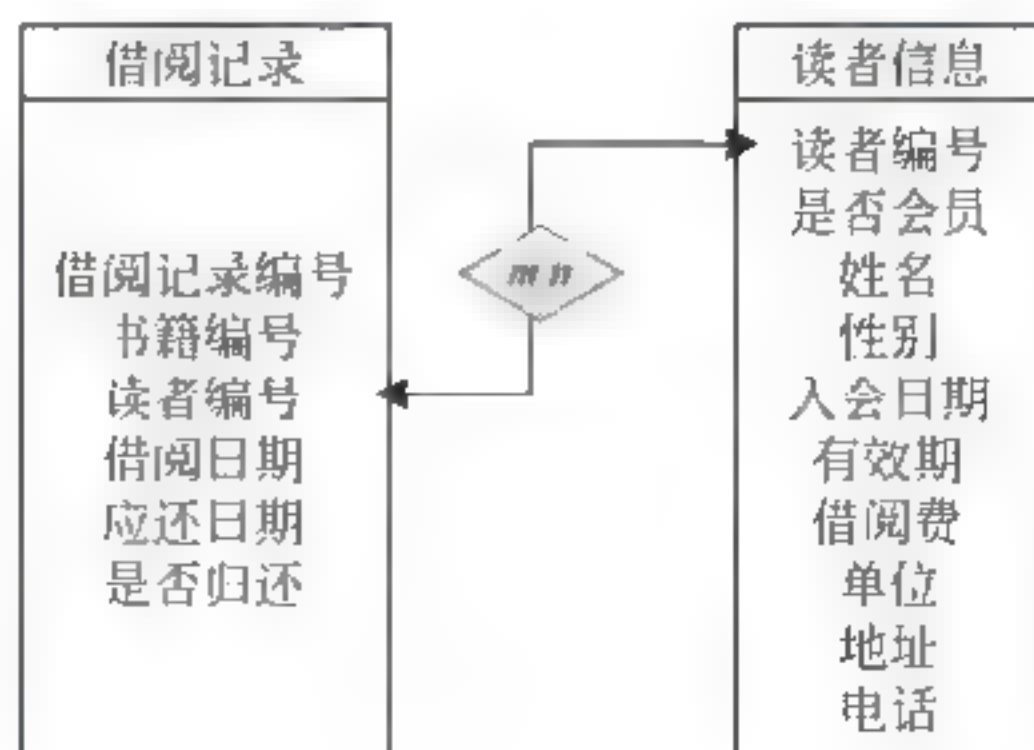 借阅记录
借阅记录编号
书籍编号
读者编号
借阅日期
应还日期
是否归还
m n
读者信息
读者编号
是否会员
姓名
性别
入会日期
有效期
借阅费
单位
地址
电话